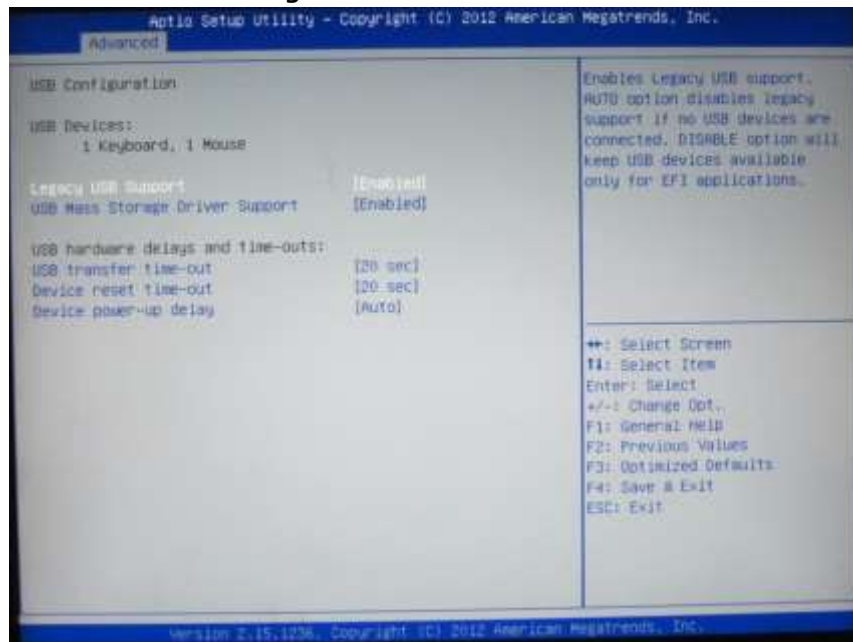 Aptio Setup Utility - Copyright (C) 2012 American Megatrends, Inc.
Advanced
USB Configuration
USB Devices:
1 Keyboard, 1 Mouse
Legacy USB Support [Enabled]
USB Mass Storage Driver Support [Enabled]
USB hardware delays and time-outs:
USB transfer time-out [20 sec]
Device reset time-out [20 sec]
Device power-up delay [Auto]
Enables Legacy USB support.
AUTO option disables legacy
support if no USB devices are
connected. DISABLE option will
keep USB devices available
only for EFI applications.
↔: Select Screen
↑↓: Select Item
Enter: Select
+/-: Change Opt.
F1: General Help
F2: Previous Values
F3: Optimized Defaults
F4: Save & Exit
ESC: Exit
Version 2.15.1236. Copyright (C) 2012 American Megatrends, Inc.